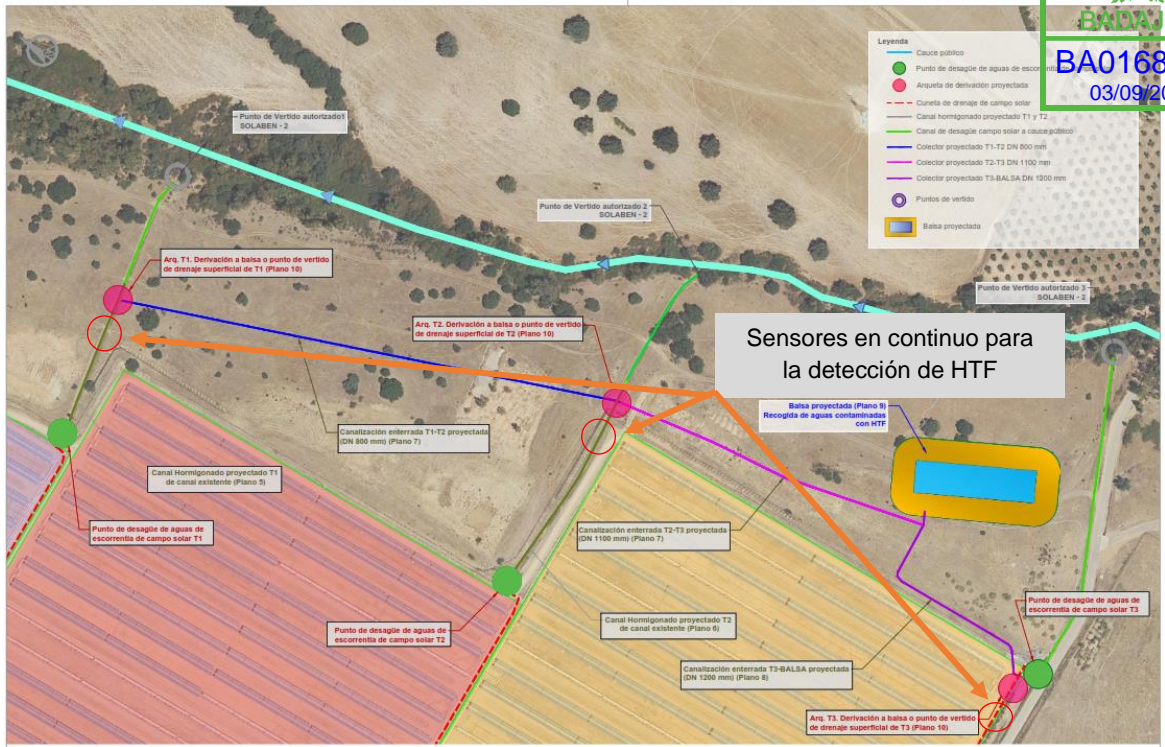 BADAJ
BA0168
03/09/20
Leyenda
Cauce público
Punto de desagüe de aguas de
Arqueta de derivación proyectada
Cuneta de drenaje de campo solar
Canal hormigonado proyectado T1 y T2
Canal de desagüe campo solar a cauce público
Colector proyectado T1-T2 DN 800 mm
Colector proyectado T2-T3 DN 1100 mm
Colector proyectado T3-BALSA DN 1200 mm
Puntos de vertido
Balsa proyectada
Punto de Vertido autorizado1
SOLABEN - 2
Punto de Vertido autorizado 2
SOLABEN - 2
Punto de Vertido autorizado 3
SOLABEN - 2
Arq. T1. Derivación a balsa o punto de vertido
de drenaje superficial de T1 (Plano 10)
Arq. T2. Derivación a balsa o punto de vertido
de drenaje superficial de T2 (Plano 10)
Sensores en continuo para
la detección de HTF
Balsa proyectada (Plano 9)
Recogida de aguas contaminadas
con HTF
Canalización enterrada T1-T2 proyectada
(DN 800 mm) (Plano 7)
Canal Hormigonado proyectado T1
de canal existente (Plano 5)
Punto de desagüe de aguas de
escorrentía de campo solar T1
Canalización enterrada T2-T3 proyectada
(DN 1100 mm) (Plano 7)
Punto de desagüe de aguas de
escorrentía de campo solar T3
Canal Hormigonado proyectado T2
de canal existente (Plano 6)
Punto de desagüe de aguas de
escorrentía de campo solar T2
Canalización enterrada T3-BALSA proyectada
(DN 1200 mm) (Plano 8)
Arq. T3. Derivación a balsa o punto de vertido
de drenaje superficial de T3 (Plano 10)